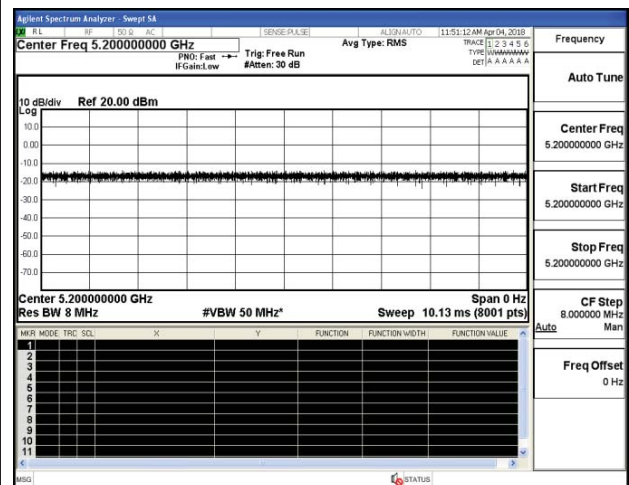 Agilent Spectrum Analyzer - Swept SA
RL RF 50 Ω AC SENSE:PULSE ALIGNAUTO 11:51:12 AM Apr 04, 2018
Center Freq 5.200000000 GHz
PNO: Fast
IFGain:Low
Trig: Free Run
#Atten: 30 dB
Avg Type: RMS
TRACE 1 2 3 4 5 6
TYPE
DET A A A A A A
10 dB/div Ref 20.00 dBm
Log
10.0
0.00
-10.0
-20.0
-30.0
-40.0
-50.0
-60.0
-70.0
Center 5.200000000 GHz Span 0 Hz
Res BW 8 MHz #VBW 50 MHz* Sweep 10.13 ms (8001 pts)
MKR MODE TRC SCL X Y FUNCTION FUNCTION WIDTH FUNCTION VALUE
1
2
3
4
5
6
7
8
9
10
11
MSG STATUS
Frequency
Auto Tune
Center Freq
5.200000000 GHz
Start Freq
5.200000000 GHz
Stop Freq
5.200000000 GHz
CF Step
8.000000 MHz
Auto Man
Freq Offset
0 Hz